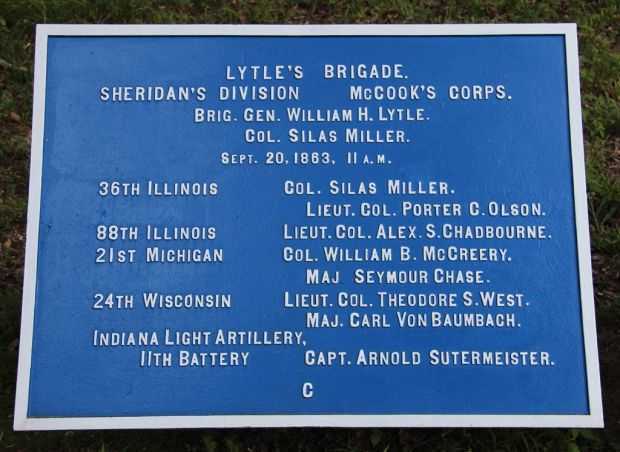 LYTLE'S BRIGADE.
SHERIDAN'S DIVISION McCOOK'S CORPS.
BRIG. GEN. WILLIAM H. LYTLE.
COL. SILAS MILLER.
SEPT. 20, 1863, 11 A.M.
36TH ILLINOIS COL. SILAS MILLER.
LIEUT. COL. PORTER C. OLSON.
88TH ILLINOIS LIEUT. COL. ALEX. S. CHADBOURNE.
21ST MICHIGAN COL. WILLIAM B. McCREERY.
MAJ SEYMOUR CHASE.
24TH WISCONSIN LIEUT. COL. THEODORE S. WEST.
MAJ. CARL VON BAUMBACH.
INDIANA LIGHT ARTILLERY,
11TH BATTERY CAPT. ARNOLD SUTERMEISTER.
C